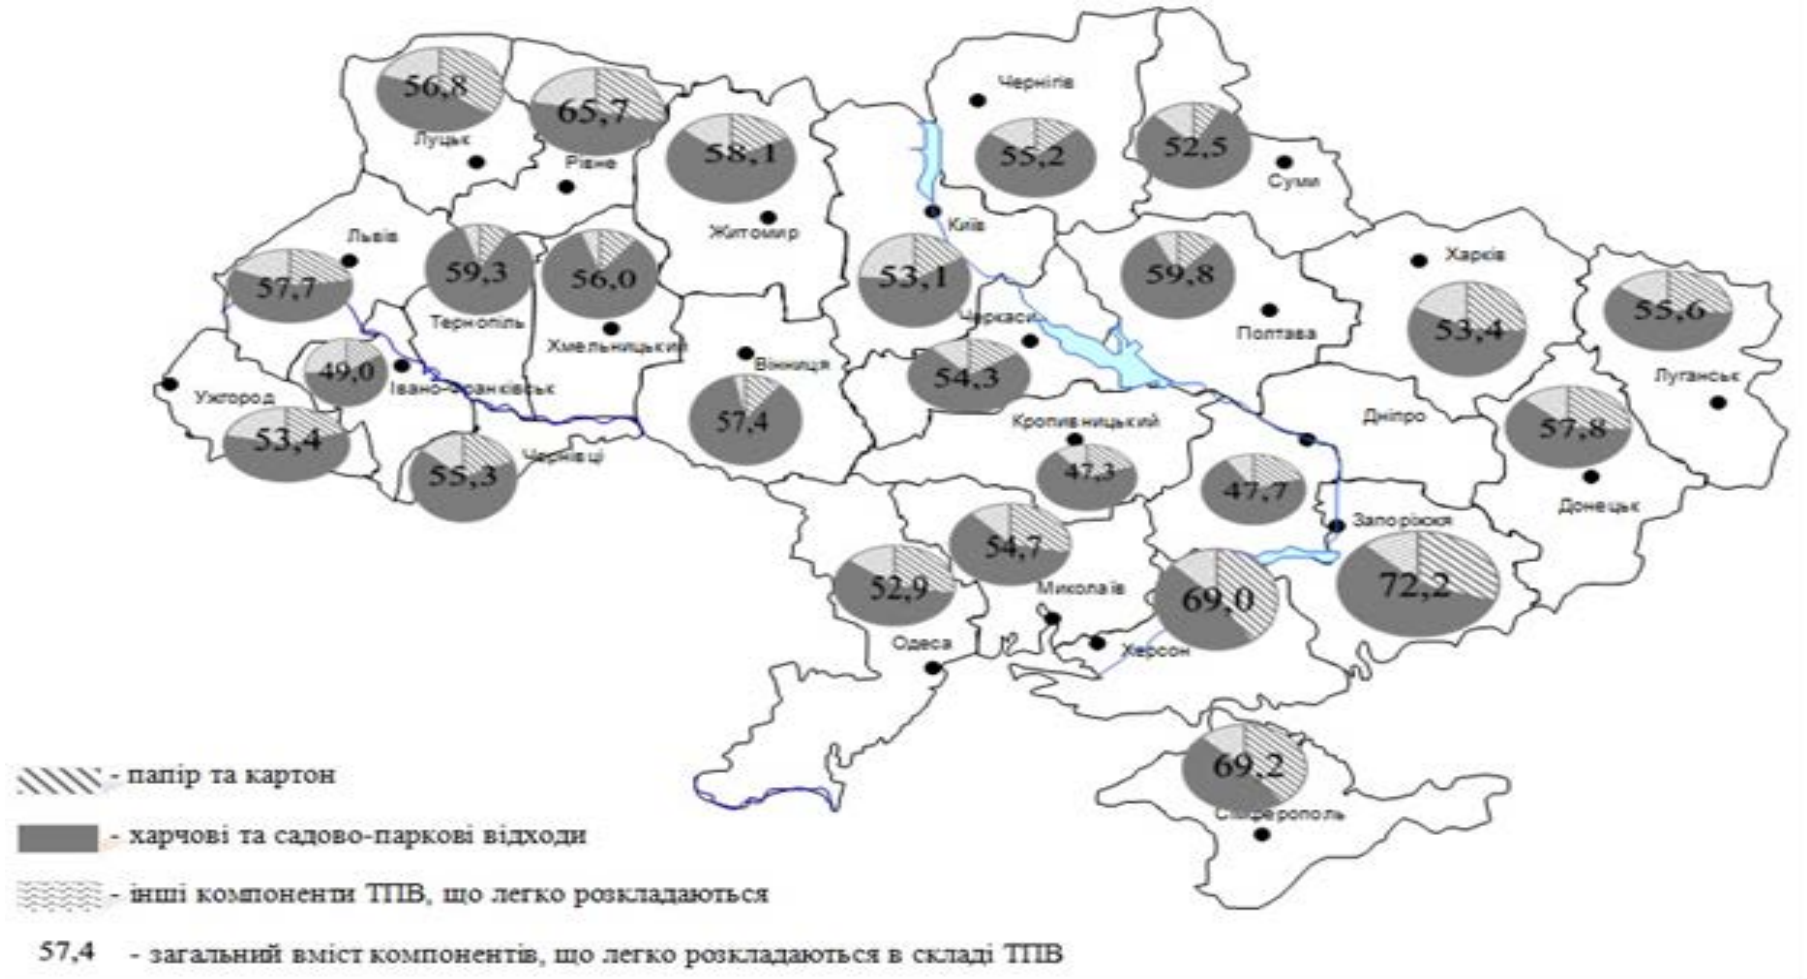 56,8
Луцьк
65,7
Рівне
58,1
Житомир
Чернігів
55,2
52,5
Суми
Київ
53,1
Львів
57,7
59,3
Тернопіль
56,0
Хмельницький
59,8
Полтава
Харків
53,4
55,6
Луганськ
Черкаси
54,3
Вінниця
57,4
49,0
Івано-Франківськ
Ужгород
53,4
55,3
Чернівці
Кропивницький
47,3
Дніпро
47,7
57,8
Донецьк
Запоріжжя
72,2
54,7
Миколаїв
52,9
Одеса
69,0
Херсон
69,2
Сімферополь
- папір та картон
- харчові та садово-паркові відходи
- інші компоненти ТПВ, що легко розкладаються
57,4 - загальний вміст компонентів, що легко розкладаються в складі ТПВ